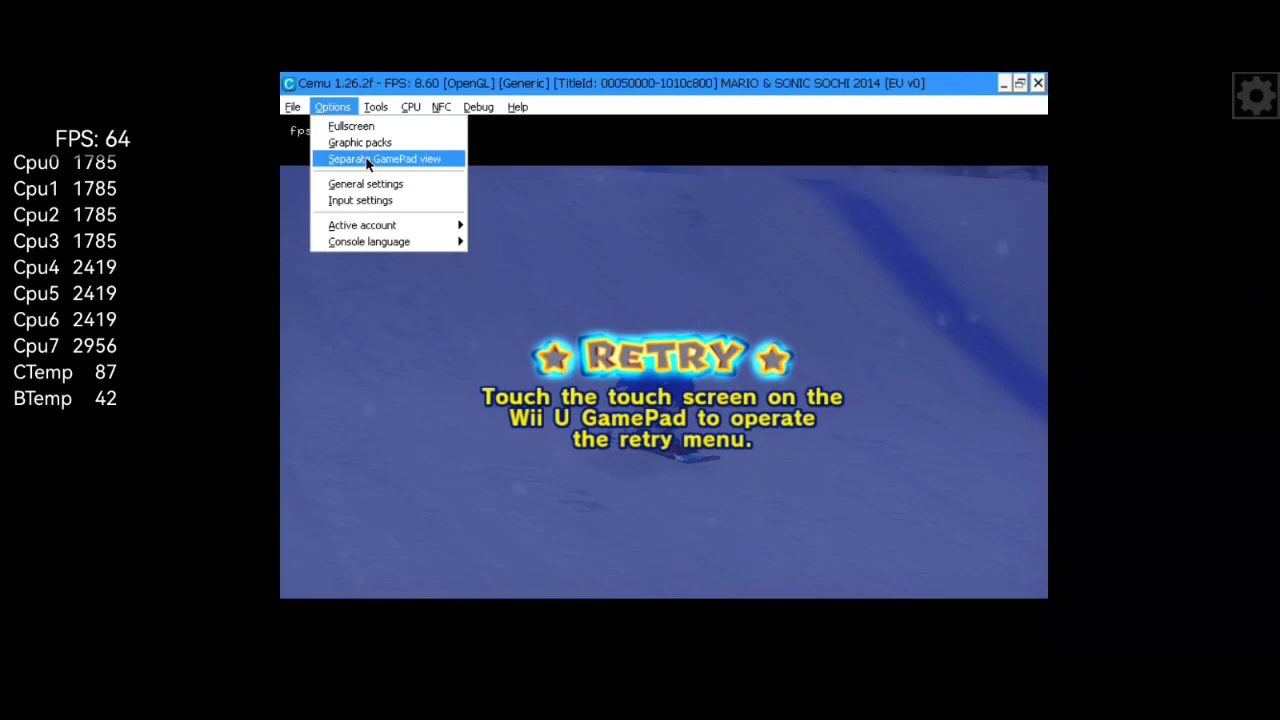 Cemu 1.26.2f - FPS: 8.60 [OpenGL] [Generic] [TitleId: 00050000-1010c800] MARIO & SONIC SOCHI 2014 [EU v0]
File Options Tools CPU NFC Debug Help
fps
Fullscreen
Graphic packs
Separate GamePad view
General settings
Input settings
Active account
Console language
FPS: 64
Cpu0 1785
Cpu1 1785
Cpu2 1785
Cpu3 1785
Cpu4 2419
Cpu5 2419
Cpu6 2419
Cpu7 2956
CTemp 87
BTemp 42
RETRY
Touch the touch screen on the
Wii U GamePad to operate
the retry menu.